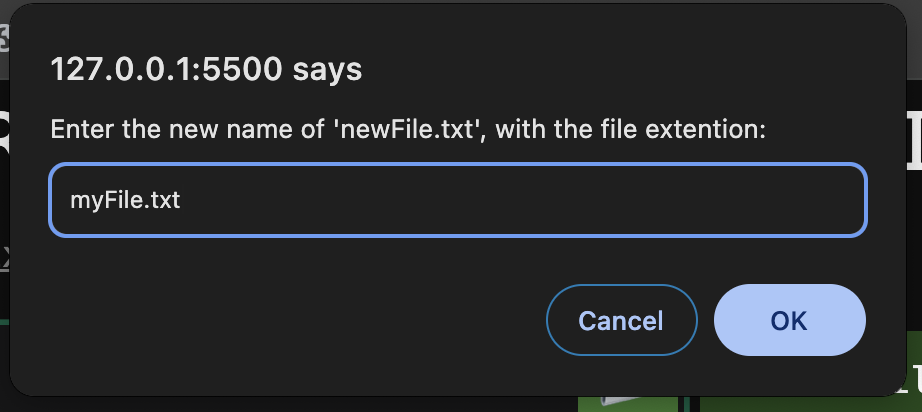 127.0.0.1:5500 says
Enter the new name of 'newFile.txt', with the file extention:
myFile.txt
Cancel
OK